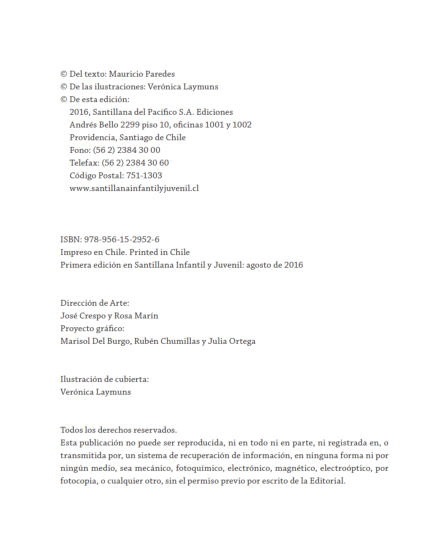 © Del texto: Mauricio Paredes
© De las ilustraciones: Verónica Laymuns
© De esta edición:
2016, Santillana del Pacífico S.A. Ediciones
Andrés Bello 2299 piso 10, oficinas 1001 y 1002
Providencia, Santiago de Chile
Fono: (56 2) 2384 30 00
Telefax: (56 2) 2384 30 60
Código Postal: 751-1303
www.santillanainfantilyjuvenil.cl
ISBN: 978-956-15-2952-6
Impreso en Chile. Printed in Chile
Primera edición en Santillana Infantil y Juvenil: agosto de 2016
Dirección de Arte:
José Crespo y Rosa Marín
Proyecto gráfico:
Marisol Del Burgo, Rubén Chumillas y Julia Ortega
Ilustración de cubierta:
Verónica Laymuns
Todos los derechos reservados.
Esta publicación no puede ser reproducida, ni en todo ni en parte, ni registrada en, o
transmitida por, un sistema de recuperación de información, en ninguna forma ni por
ningún medio, sea mecánico, fotoquímico, electrónico, magnético, electroóptico, por
fotocopia, o cualquier otro, sin el permiso previo por escrito de la Editorial.